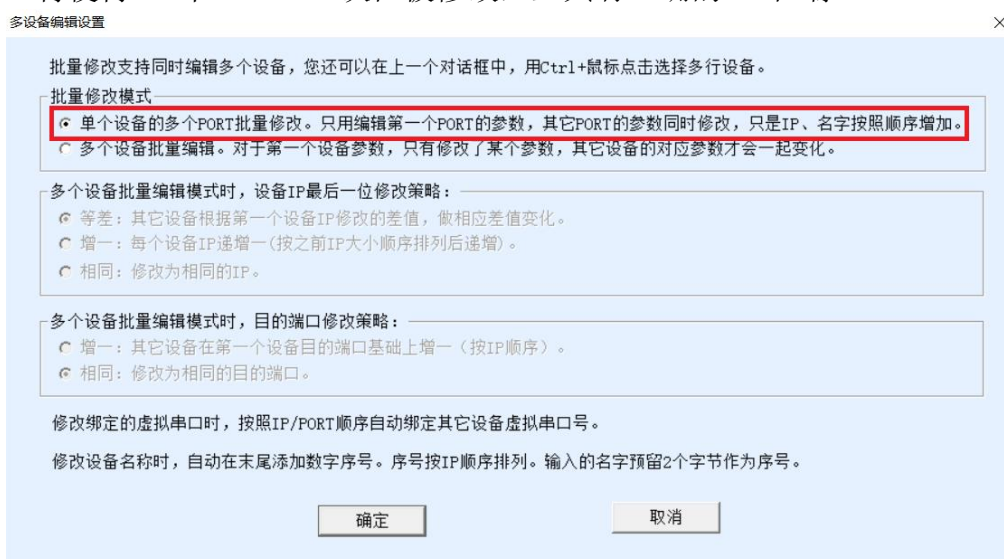 多设备编辑设置
批量修改支持同时编辑多个设备，您还可以在上一个对话框中，用Ctrl+鼠标点击选择多行设备。
批量修改模式
单个设备的多个PORT批量修改。只用编辑第一个PORT的参数，其它PORT的参数同时修改，只是IP、名字按照顺序增加。
多个设备批量编辑。对于第一个设备参数，只有修改了某个参数，其它设备的对应参数才会一起变化。
多个设备批量编辑模式时，设备IP最后一位修改策略：
等差：其它设备根据第一个设备IP修改的差值，做相应差值变化。
增一：每个设备IP递增一(按之前IP大小顺序排列后递增)。
相同：修改为相同的IP。
多个设备批量编辑模式时，目的端口修改策略：
增一：其它设备在第一个设备目的端口基础上增一（按IP顺序）。
相同：修改为相同的目的端口。
修改绑定的虚拟串口时，按照IP/PORT顺序自动绑定其它设备虚拟串口号。
修改设备名称时，自动在末尾添加数字序号。序号按IP顺序排列。输入的名字预留2个字节作为序号。
确定
取消